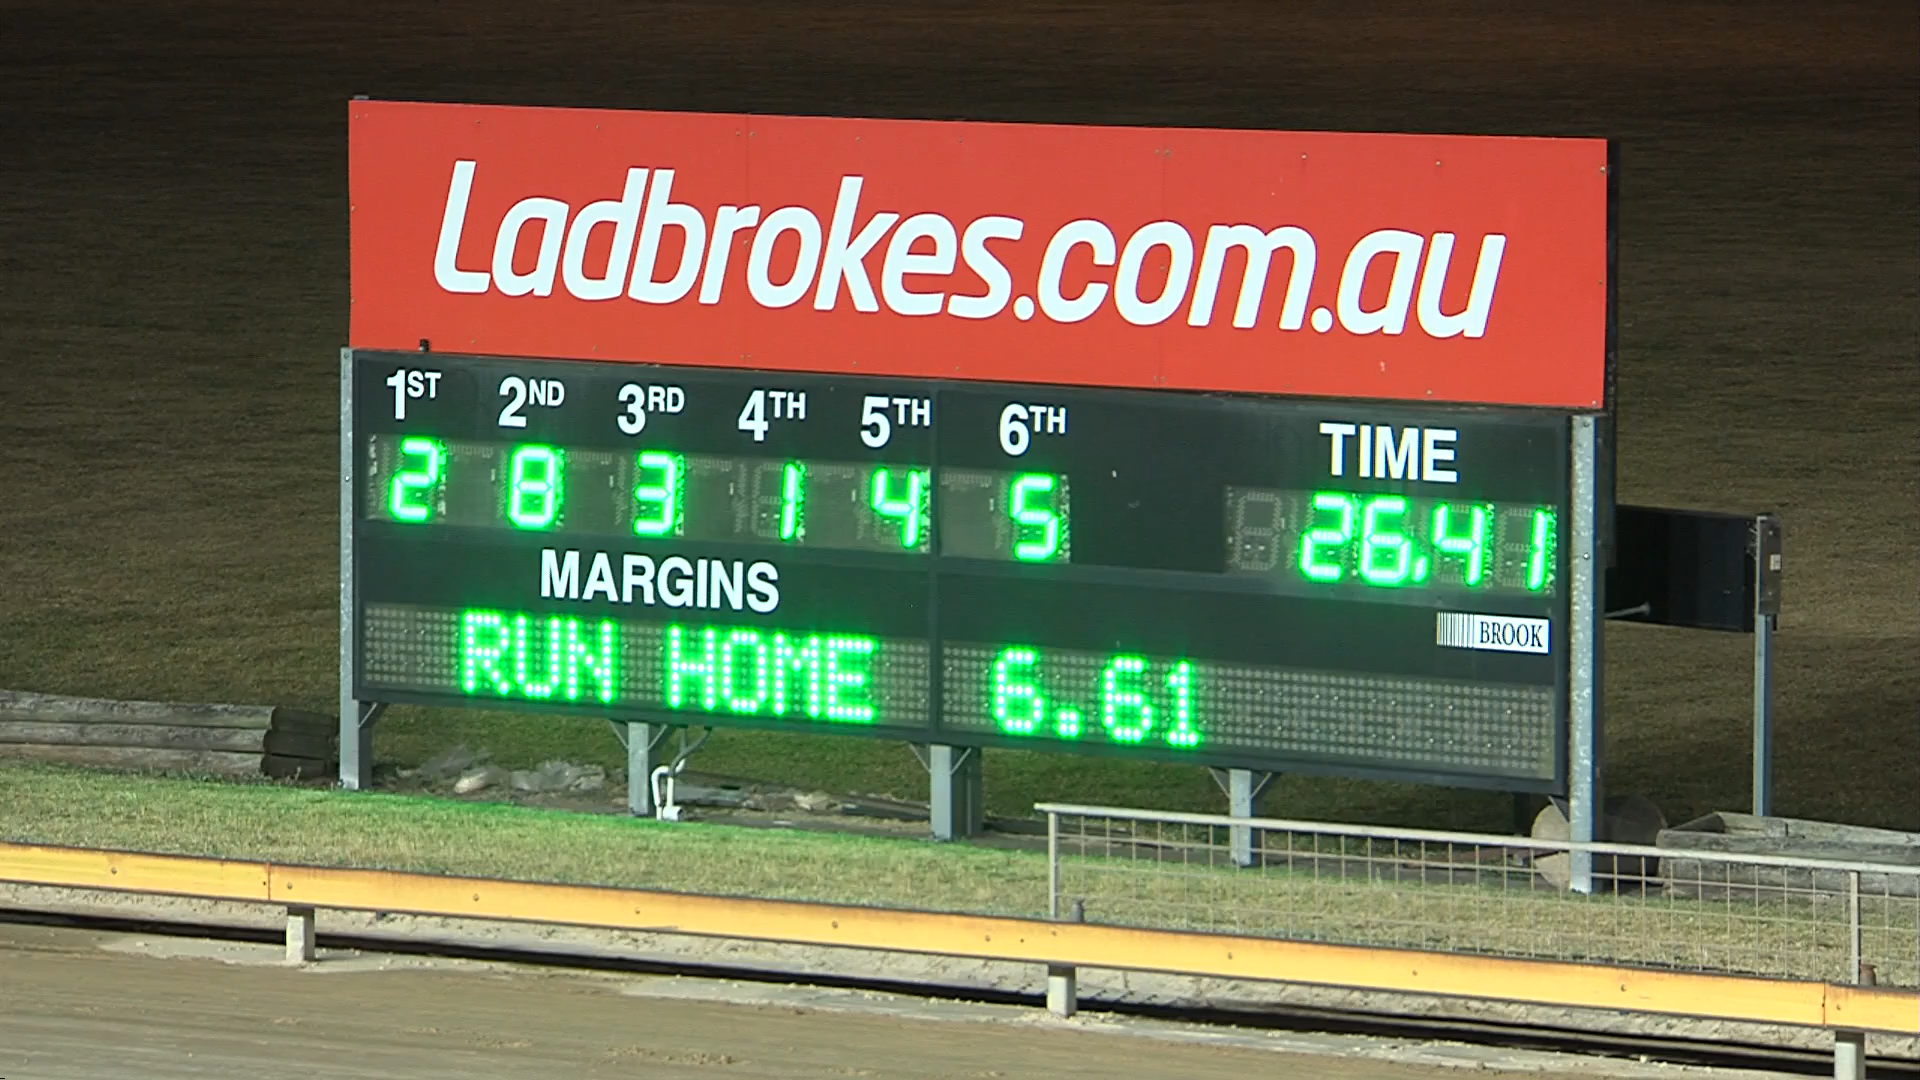 Ladbrokes.com.au
1ST 2ND 3RD 4TH 5TH 6TH TIME
2 8 3 1 4 5 26.41
MARGINS
BROOK
RUN HOME 6.61